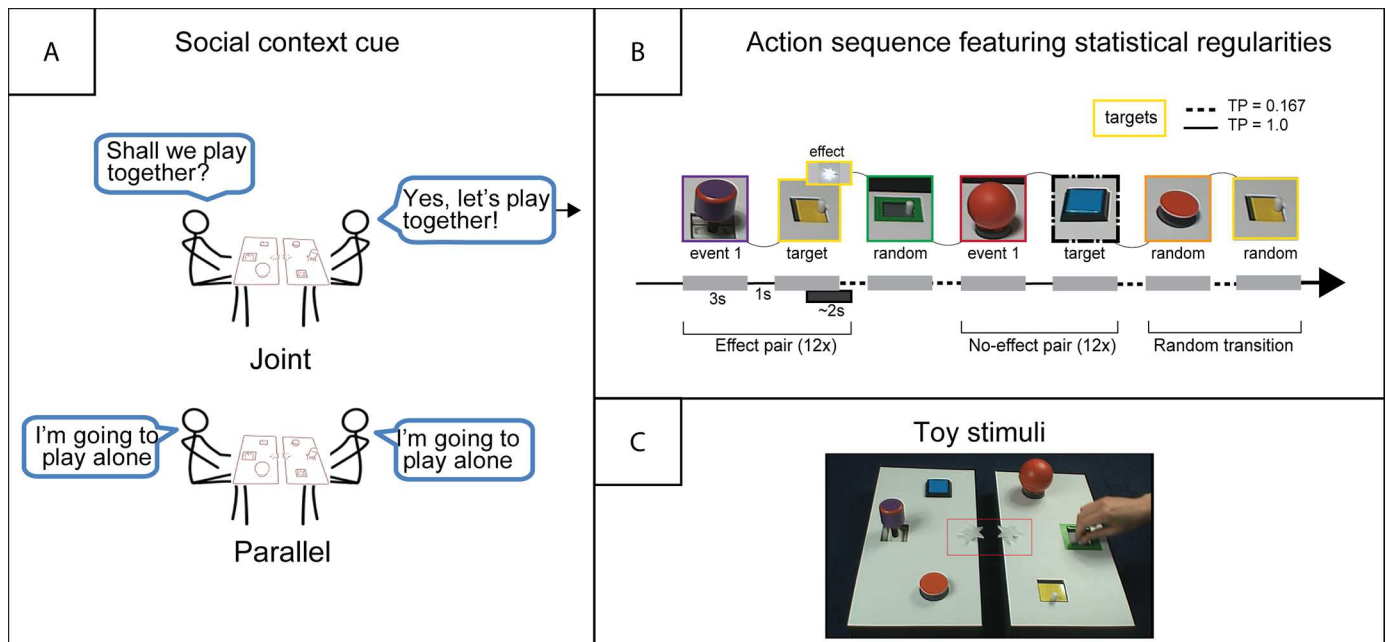 A
Social context cue
Shall we play
together?
Yes, let's play
together!
Joint
I'm going to
play alone
I'm going to
play alone
Parallel
B
Action sequence featuring statistical regularities
targets
TP = 0.167
TP = 1.0
effect
event 1
target
random
event 1
target
random
random
3s
1s
~2s
Effect pair (12x)
No-effect pair (12x)
Random transition
C
Toy stimuli